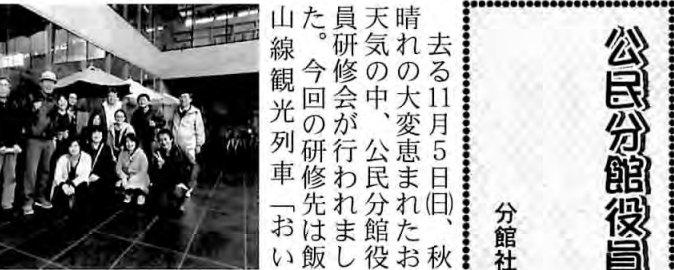 公民分館役員
分館社
去る11月5日㈰、秋
晴れの大変恵まれたお
天気の中、公民分館役
員研修会が行われまし
た。今回の研修先は飯
山線観光列車「おい